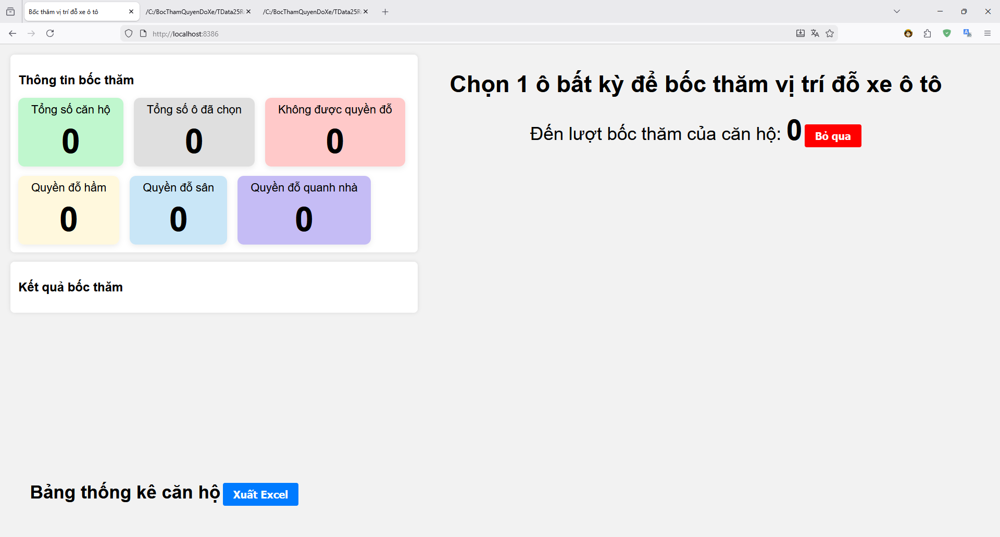 Bốc thăm vị trí đỗ xe ô tô
/C:/BocThamQuyenDoXe/TData25R
/C:/BocThamQuyenDoXe/TData25R
http://localhost:8386
Thông tin bốc thăm
Tổng số căn hộ
0
Tổng số ô đã chọn
0
Không được quyền đỗ
0
Quyền đỗ hầm
0
Quyền đỗ sân
0
Quyền đỗ quanh nhà
0
Kết quả bốc thăm
Chọn 1 ô bất kỳ để bốc thăm vị trí đỗ xe ô tô
Đến lượt bốc thăm của căn hộ: 0 Bỏ qua
Bảng thống kê căn hộ Xuất Excel